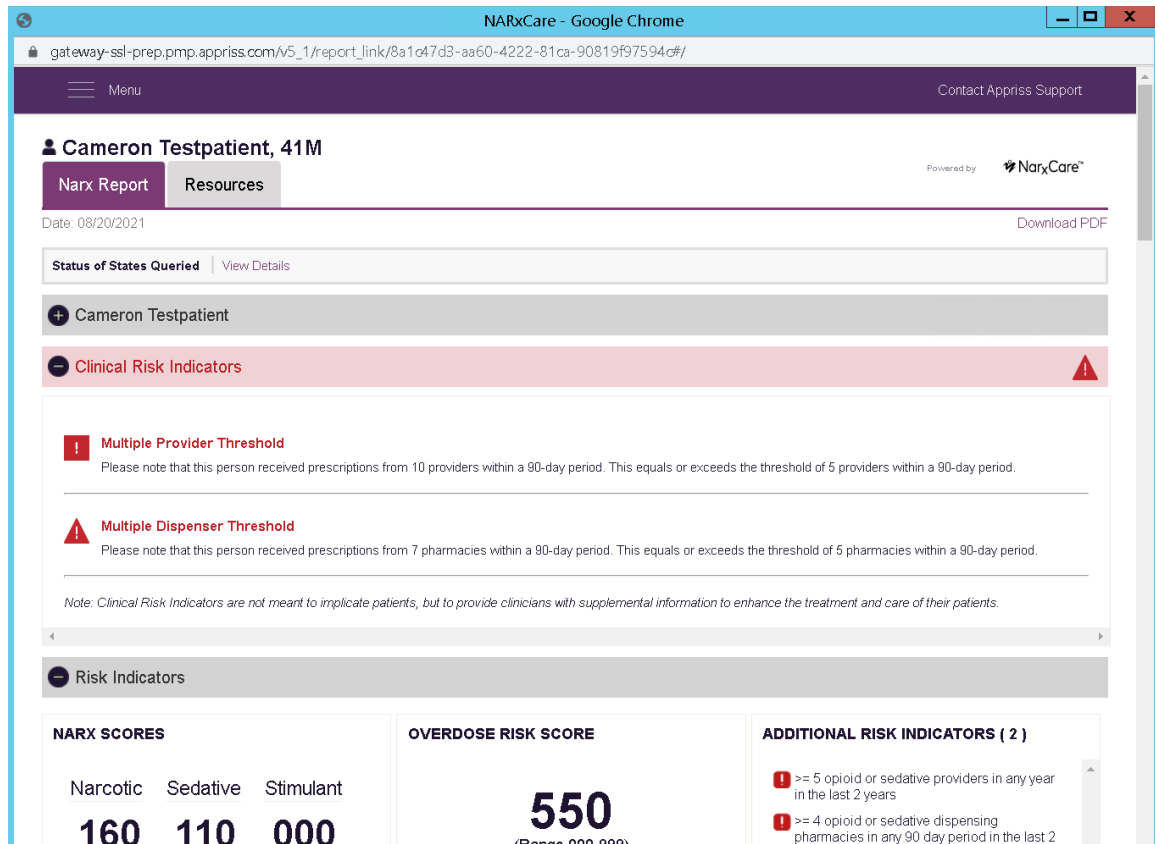 NARxCare - Google Chrome
gateway-ssl-prep.pmp.appriss.com/v5_1/report_link/8a1c47d3-aa60-4222-81ca-90819f97594c#/
Menu
Contact Appriss Support
Cameron Testpatient, 41M
Narx Report
Resources
Powered by
NarxCare™
Date: 08/20/2021
Download PDF
Status of States Queried
View Details
Cameron Testpatient
Clinical Risk Indicators
Multiple Provider Threshold
Please note that this person received prescriptions from 10 providers within a 90-day period. This equals or exceeds the threshold of 5 providers within a 90-day period.
Multiple Dispenser Threshold
Please note that this person received prescriptions from 7 pharmacies within a 90-day period. This equals or exceeds the threshold of 5 pharmacies within a 90-day period.
Note: Clinical Risk Indicators are not meant to implicate patients, but to provide clinicians with supplemental information to enhance the treatment and care of their patients.
Risk Indicators
NARX SCORES
Narcotic Sedative Stimulant
160 110 000
OVERDOSE RISK SCORE
550
(Range 000-999)
ADDITIONAL RISK INDICATORS ( 2 )
>= 5 opioid or sedative providers in any year
in the last 2 years
>= 4 opioid or sedative dispensing
pharmacies in any 90 day period in the last 2